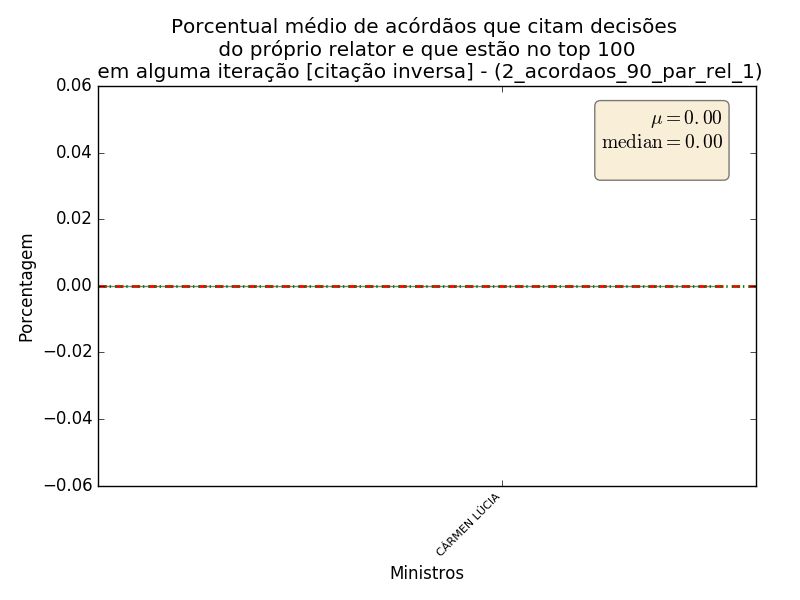 Porcentual médio de acórdãos que citam decisões
do próprio relator e que estão no top 100
em alguma iteração [citação inversa] - (2_acordaos_90_par_rel_1)
μ = 0.00
median = 0.00
0.06
0.04
0.02
0.00
−0.02
−0.04
−0.06
Porcentagem
CÁRMEN LÚCIA
Ministros